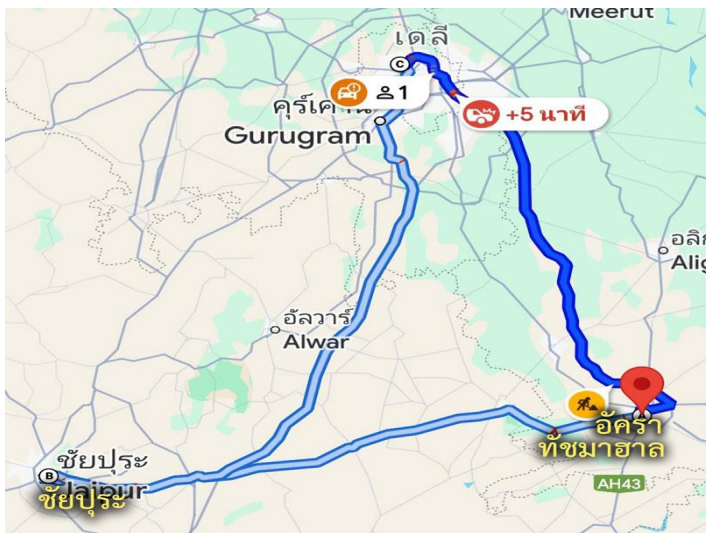 Meerut
เดลี
C
1
คุร์เคาน
Gurugram
+5 นาที
อลิก
Alig
อัลวาร์
Alwar
อัครา
ทัชมาฮาล
ชัยปุระ
B
Jaipur
ชัยปุระ
AH43